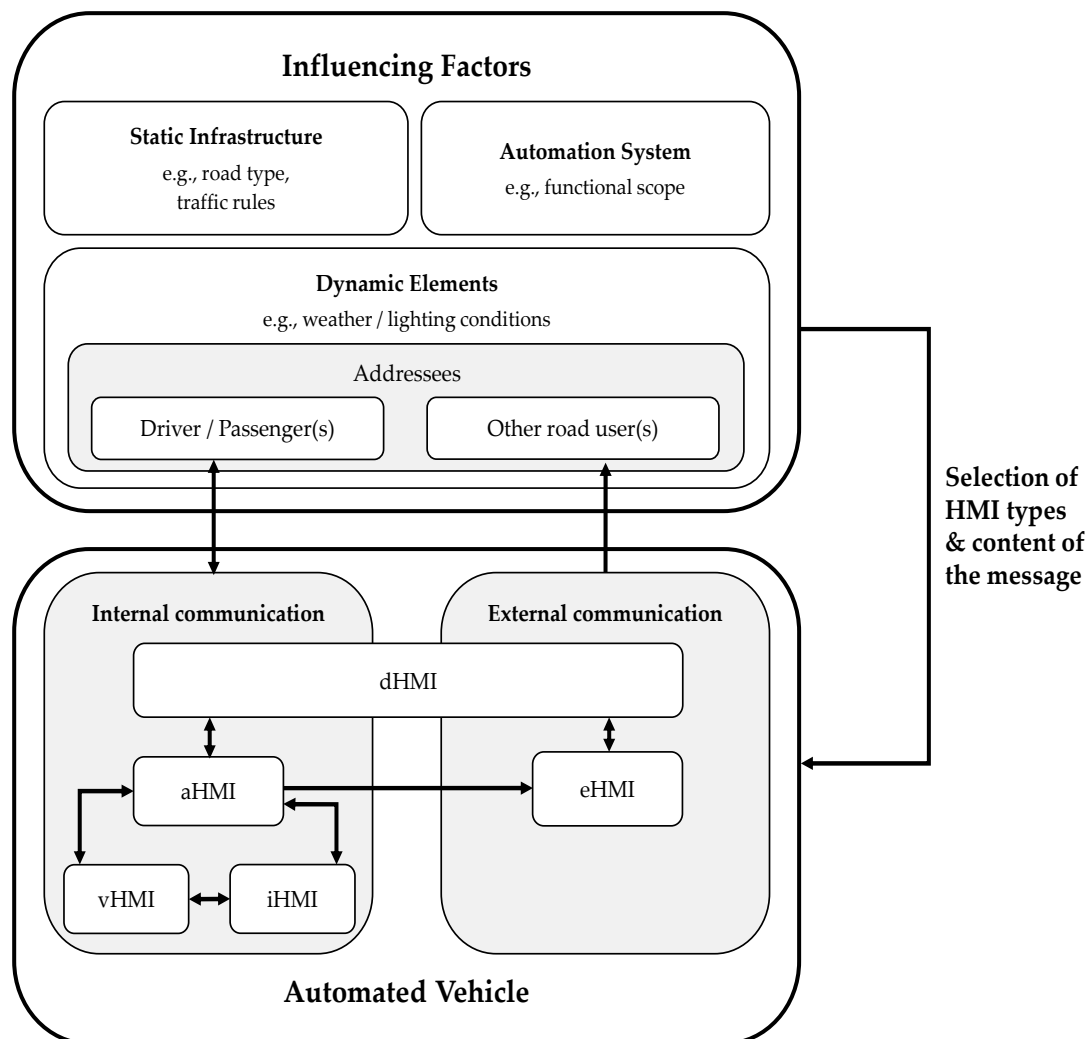 Influencing Factors
Static Infrastructure
e.g., road type,
traffic rules
Automation System
e.g., functional scope
Dynamic Elements
e.g., weather / lighting conditions
Addressees
Driver / Passenger(s)
Other road user(s)
Selection of
HMI types
& content of
the message
Internal communication
External communication
dHMI
aHMI
eHMI
vHMI
iHMI
Automated Vehicle